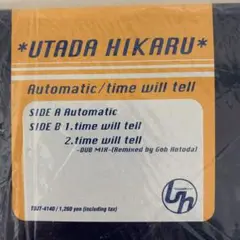 *UTADA HIKARU*
Automatic/time will tell
SIDE A Automatic
SIDE B 1.time will tell
2.time will tell
-DUB MIX-(Remixed by Goh Hotoda)
TOJT-4140 / 1,260 yen (including tax)
uh